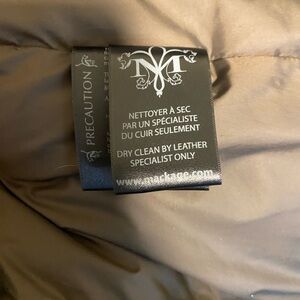 PRECAUTION
M
NETTOYER À SEC
PAR UN SPÉCIALISTE
DU CUIR SEULEMENT
DRY CLEAN BY LEATHER
SPECIALIST ONLY
www.mackage.com